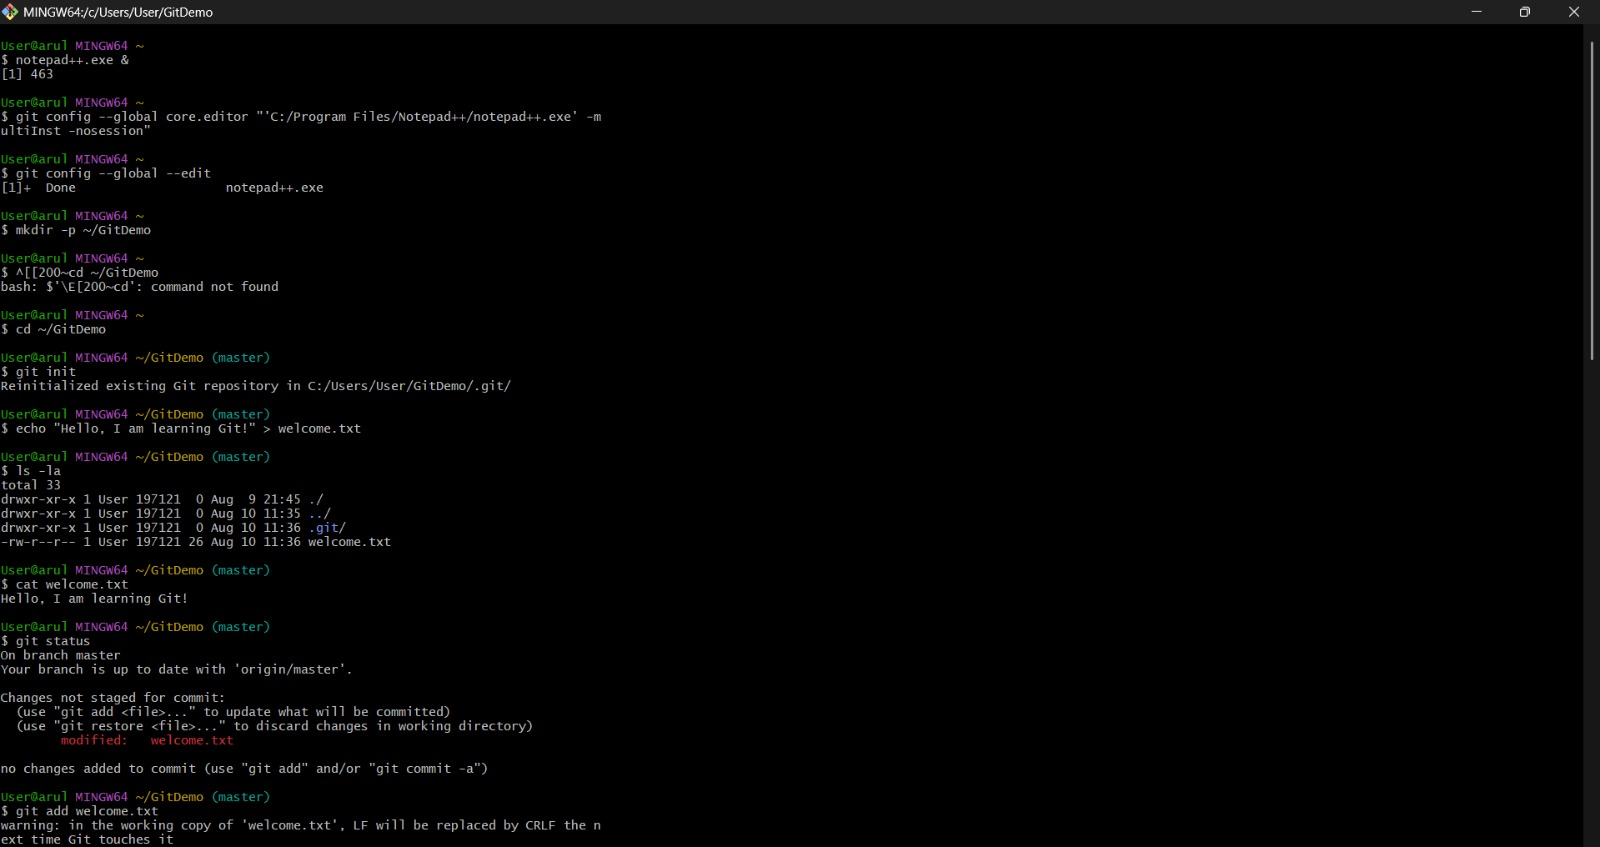 MINGW64:/c/Users/User/GitDemo
User@arul MINGW64 ~
$ notepad++.exe &
[1] 463
User@arul MINGW64 ~
$ git config --global core.editor "'C:/Program Files/Notepad++/notepad++.exe' -m
ultiInst -nosession"
User@arul MINGW64 ~
$ git config --global --edit
[1]+  Done                    notepad++.exe
User@arul MINGW64 ~
$ mkdir -p ~/GitDemo
User@arul MINGW64 ~
$ ^[[200~cd ~/GitDemo
bash: $'\E[200~cd': command not found
User@arul MINGW64 ~
$ cd ~/GitDemo
User@arul MINGW64 ~/GitDemo (master)
$ git init
Reinitialized existing Git repository in C:/Users/User/GitDemo/.git/
User@arul MINGW64 ~/GitDemo (master)
$ echo "Hello, I am learning Git!" > welcome.txt
User@arul MINGW64 ~/GitDemo (master)
$ ls -la
total 33
drwxr-xr-x 1 User 197121  0 Aug  9 21:45 ./
drwxr-xr-x 1 User 197121  0 Aug 10 11:35 ../
drwxr-xr-x 1 User 197121  0 Aug 10 11:36 .git/
-rw-r--r-- 1 User 197121 26 Aug 10 11:36 welcome.txt
User@arul MINGW64 ~/GitDemo (master)
$ cat welcome.txt
Hello, I am learning Git!
User@arul MINGW64 ~/GitDemo (master)
$ git status
On branch master
Your branch is up to date with 'origin/master'.
Changes not staged for commit:
  (use "git add <file>..." to update what will be committed)
  (use "git restore <file>..." to discard changes in working directory)
        modified:   welcome.txt
no changes added to commit (use "git add" and/or "git commit -a")
User@arul MINGW64 ~/GitDemo (master)
$ git add welcome.txt
warning: in the working copy of 'welcome.txt', LF will be replaced by CRLF the n
ext time Git touches it